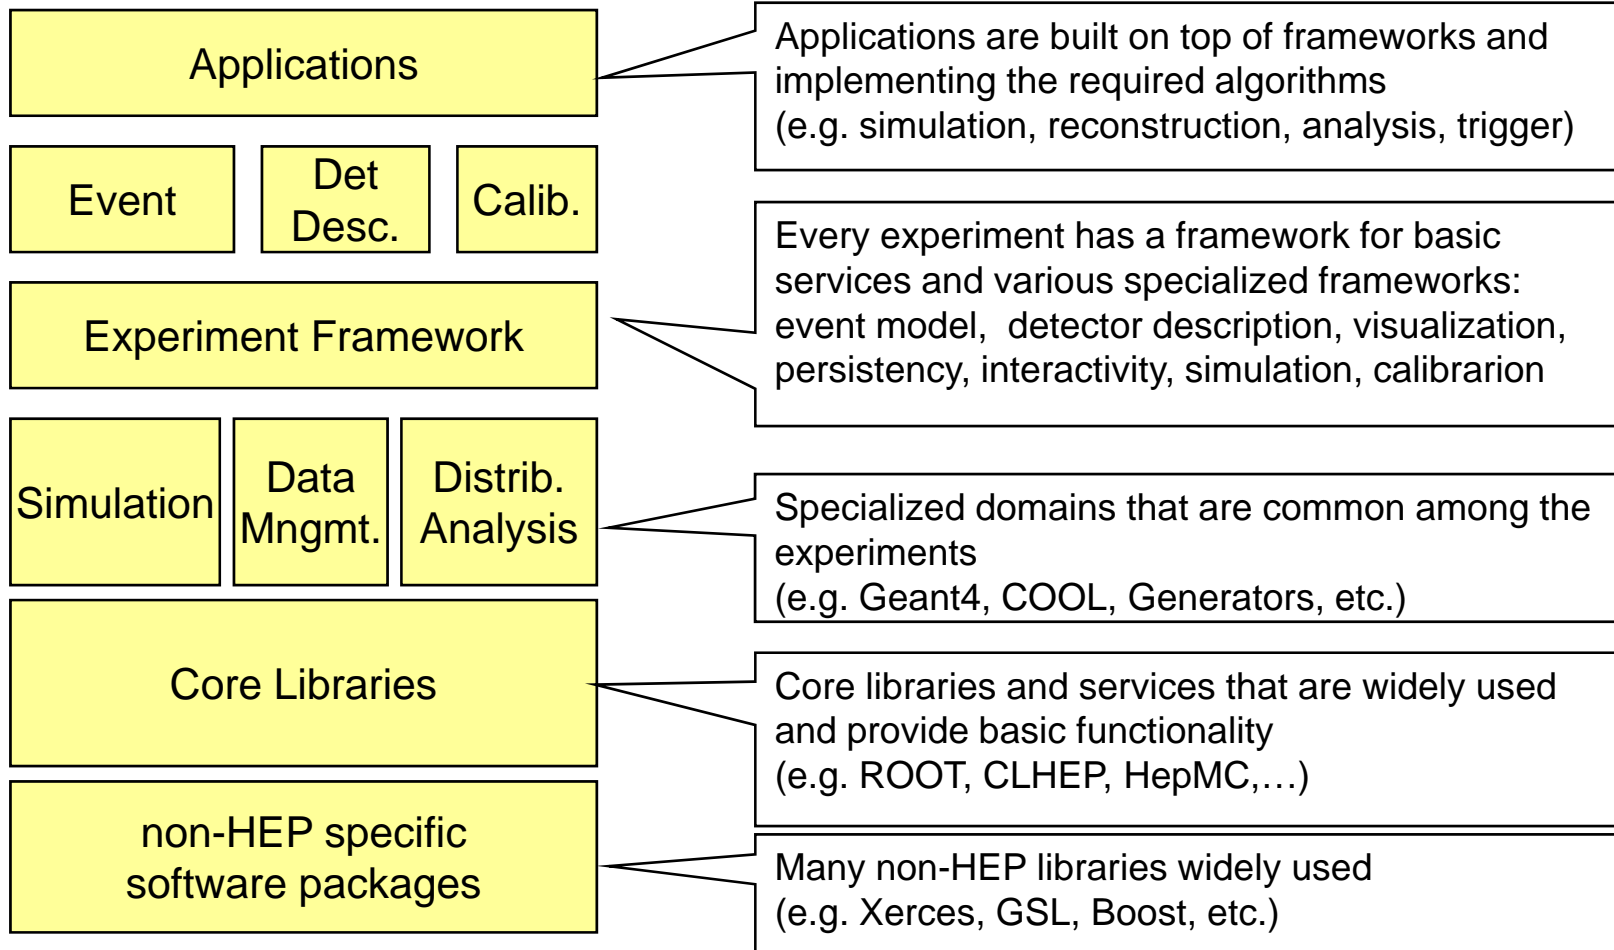 Applications
Applications are built on top of frameworks and
implementing the required algorithms
(e.g. simulation, reconstruction, analysis, trigger)
Event
Det
Desc.
Calib.
Experiment Framework
Every experiment has a framework for basic
services and various specialized frameworks:
event model, detector description, visualization,
persistency, interactivity, simulation, calibrarion
Simulation
Data
Mngmt.
Distrib.
Analysis
Specialized domains that are common among the
experiments
(e.g. Geant4, COOL, Generators, etc.)
Core Libraries
Core libraries and services that are widely used
and provide basic functionality
(e.g. ROOT, CLHEP, HepMC,…)
non-HEP specific
software packages
Many non-HEP libraries widely used
(e.g. Xerces, GSL, Boost, etc.)